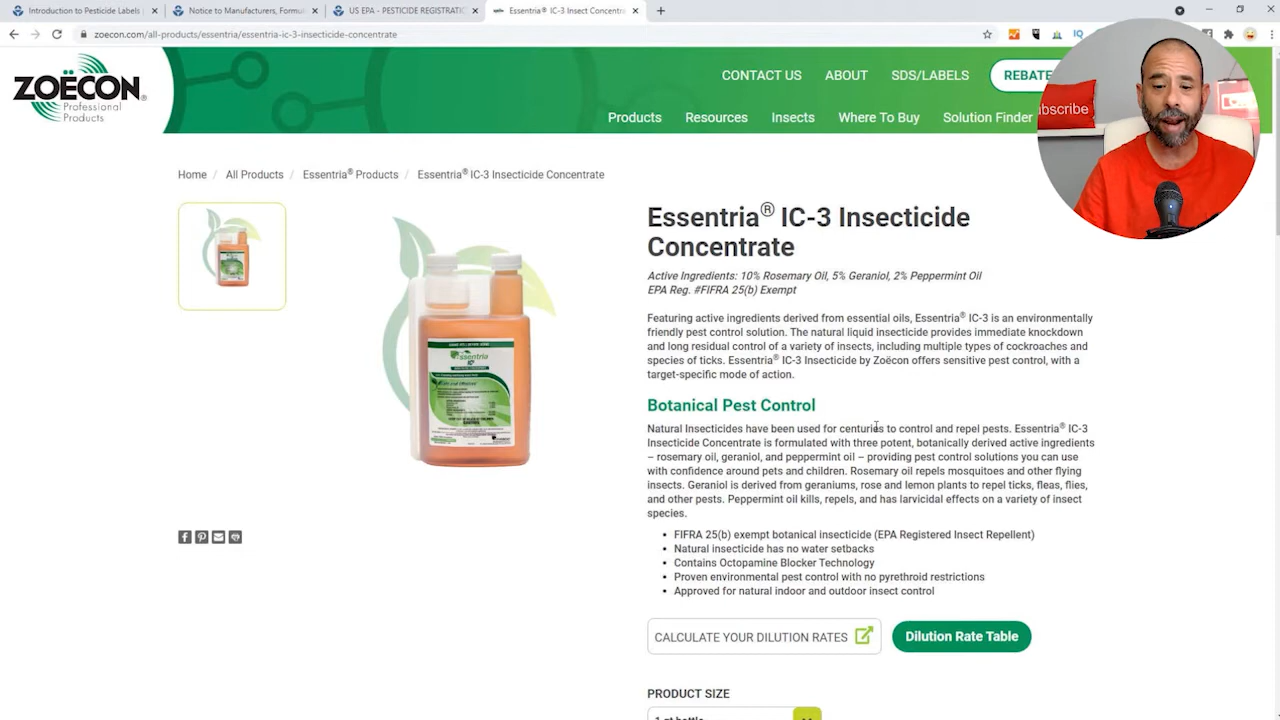 Introduction to Pesticide Labels
Notice to Manufacturers, Formul
US EPA - PESTICIDE REGISTRATIO
Essentria® IC-3 Insect Concentra
zoecon.com/all-products/essentria/essentria-ic-3-insecticide-concentrate
ZOËCON®
Professional
Products
CONTACT US ABOUT SDS/LABELS REBATE
Products Resources Insects Where To Buy Solution Finder
ubscribe
Home / All Products / Essentria® Products / Essentria® IC-3 Insecticide Concentrate
Essentria® IC-3 Insecticide
Concentrate
Active Ingredients: 10% Rosemary Oil, 5% Geraniol, 2% Peppermint Oil
EPA Reg. #FIFRA 25(b) Exempt
Featuring active ingredients derived from essential oils, Essentria® IC-3 is an environmentally
friendly pest control solution. The natural liquid insecticide provides immediate knockdown
and long residual control of a variety of insects, including multiple types of cockroaches and
species of ticks. Essentria® IC-3 Insecticide by Zoëcon offers sensitive pest control, with a
target-specific mode of action.
Botanical Pest Control
Natural Insecticides have been used for centuries to control and repel pests. Essentria® IC-3
Insecticide Concentrate is formulated with three potent, botanically derived active ingredients
– rosemary oil, geraniol, and peppermint oil – providing pest control solutions you can use
with confidence around pets and children. Rosemary oil repels mosquitoes and other flying
insects. Geraniol is derived from geraniums, rose and lemon plants to repel ticks, fleas, flies,
and other pests. Peppermint oil kills, repels, and has larvicidal effects on a variety of insect
species.
• FIFRA 25(b) exempt botanical insecticide (EPA Registered Insect Repellent)
• Natural insecticide has no water setbacks
• Contains Octopamine Blocker Technology
• Proven environmental pest control with no pyrethroid restrictions
• Approved for natural indoor and outdoor insect control
CALCULATE YOUR DILUTION RATES
Dilution Rate Table
PRODUCT SIZE
1 qt bottle
essentria